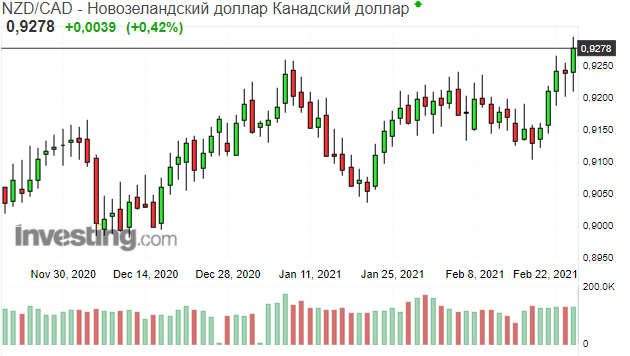 NZD/CAD - Новозеландский доллар Канадский доллар
0,9278 +0,0039 (+0,42%)
0,9278
0,9250
0,9200
0,9150
0,9100
0,9050
0,9000
0,8950
Investing.com
Nov 30, 2020 Dec 14, 2020 Dec 28, 2020 Jan 11, 2021 Jan 25, 2021 Feb 8, 2021 Feb 22, 2021
200.0K
0